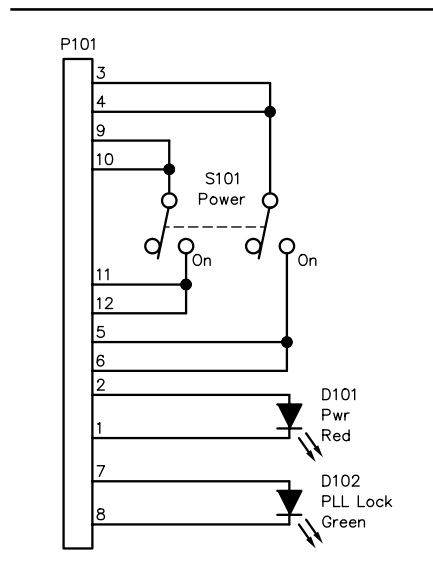 P101
3
4
9
10
S101
Power
On
On
11
12
5
6
2
D101
Pwr
Red
1
7
D102
PLL Lock
Green
8